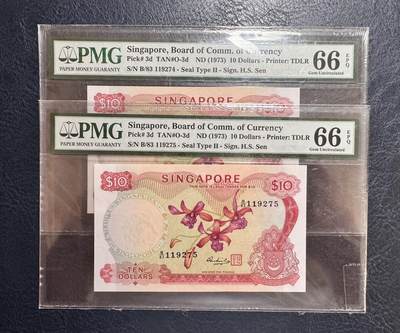 PMG
PAPER MONEY GUARANTY
Singapore, Board of Comm. of Currency
Pick# 3d TAN#O-3d ND (1973) 10 Dollars - Printer: TDLR
S/N B/83 119274 - Seal Type II - Sign. H.S. Sen
66 EPQ
Gem Uncirculated
$10
SINGAPORE
PMG
PAPER MONEY GUARANTY
Singapore, Board of Comm. of Currency
Pick# 3d TAN#O-3d ND (1973) 10 Dollars - Printer: TDLR
S/N B/83 119275 - Seal Type II - Sign. H.S. Sen
66 EPQ
Gem Uncirculated
SINGAPORE
$10
$10
B/83 119275
B/83 119275
TEN
DOLLARS